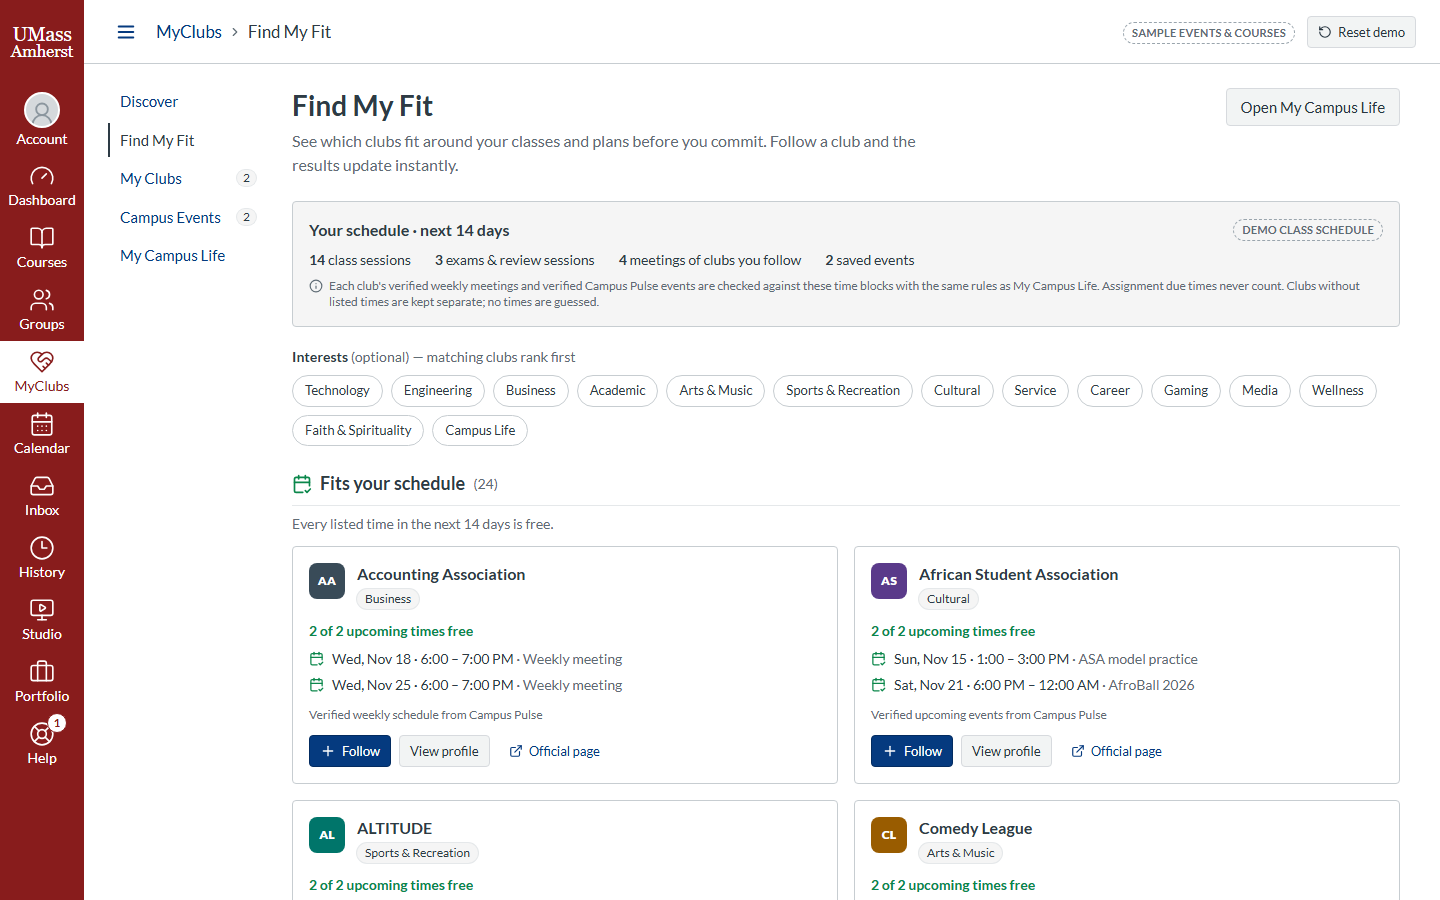 UMass
Amherst
Account
Dashboard
Courses
Groups
MyClubs
Calendar
Inbox
History
Studio
Portfolio
1
Help
MyClubs › Find My Fit
SAMPLE EVENTS & COURSES
Reset demo
Discover
Find My Fit
My Clubs 2
Campus Events 2
My Campus Life
Find My Fit
Open My Campus Life
See which clubs fit around your classes and plans before you commit. Follow a club and the
results update instantly.
Your schedule · next 14 days
DEMO CLASS SCHEDULE
14 class sessions 3 exams & review sessions 4 meetings of clubs you follow 2 saved events
Each club's verified weekly meetings and verified Campus Pulse events are checked against these time blocks with the same rules as My Campus Life. Assignment due times never count. Clubs without
listed times are kept separate; no times are guessed.
Interests (optional) — matching clubs rank first
Technology Engineering Business Academic Arts & Music Sports & Recreation Cultural Service Career Gaming Media Wellness
Faith & Spirituality Campus Life
Fits your schedule (24)
Every listed time in the next 14 days is free.
AA Accounting Association
Business
2 of 2 upcoming times free
Wed, Nov 18 · 6:00 – 7:00 PM · Weekly meeting
Wed, Nov 25 · 6:00 – 7:00 PM · Weekly meeting
Verified weekly schedule from Campus Pulse
+ Follow View profile Official page
AS African Student Association
Cultural
2 of 2 upcoming times free
Sun, Nov 15 · 1:00 – 3:00 PM · ASA model practice
Sat, Nov 21 · 6:00 PM – 12:00 AM · AfroBall 2026
Verified upcoming events from Campus Pulse
+ Follow View profile Official page
AL ALTITUDE
Sports & Recreation
2 of 2 upcoming times free
CL Comedy League
Arts & Music
2 of 2 upcoming times free